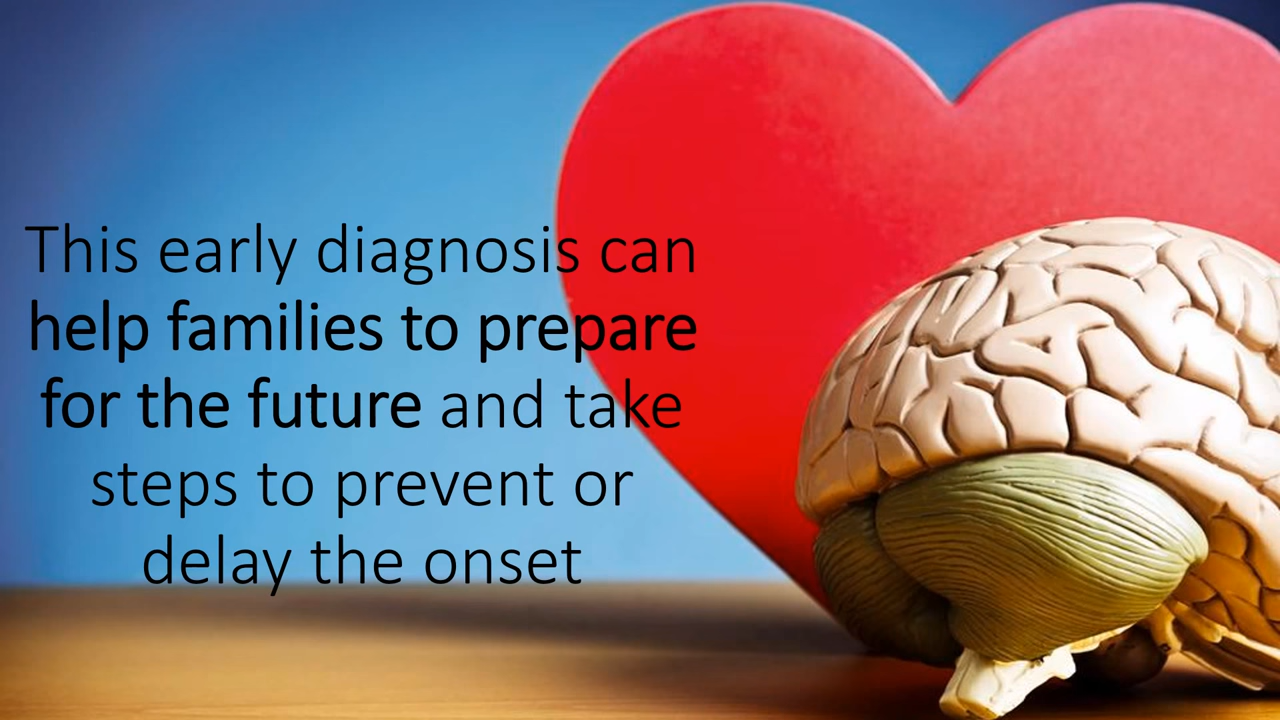 This early diagnosis can
help families to prepare
for the future and take
steps to prevent or
delay the onset